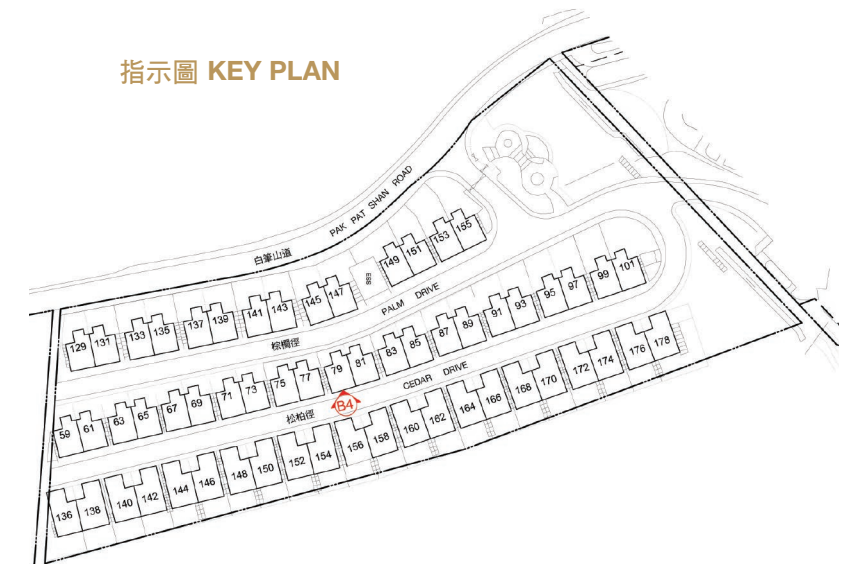 指示圖 KEY PLAN
白筆山道 PAK PAT SHAN ROAD
129 131 133 135 137 139 141 143 145 147 ESS 149 151 153 155
棕櫚徑 PALM DRIVE
59 61 63 65 67 69 71 73 75 77 79 81 83 85 87 89 91 93 95 97 99 101
松柏徑 B4 CEDAR DRIVE
136 138 140 142 144 146 148 150 152 154 156 158 160 162 164 166 168 170 172 174 176 178